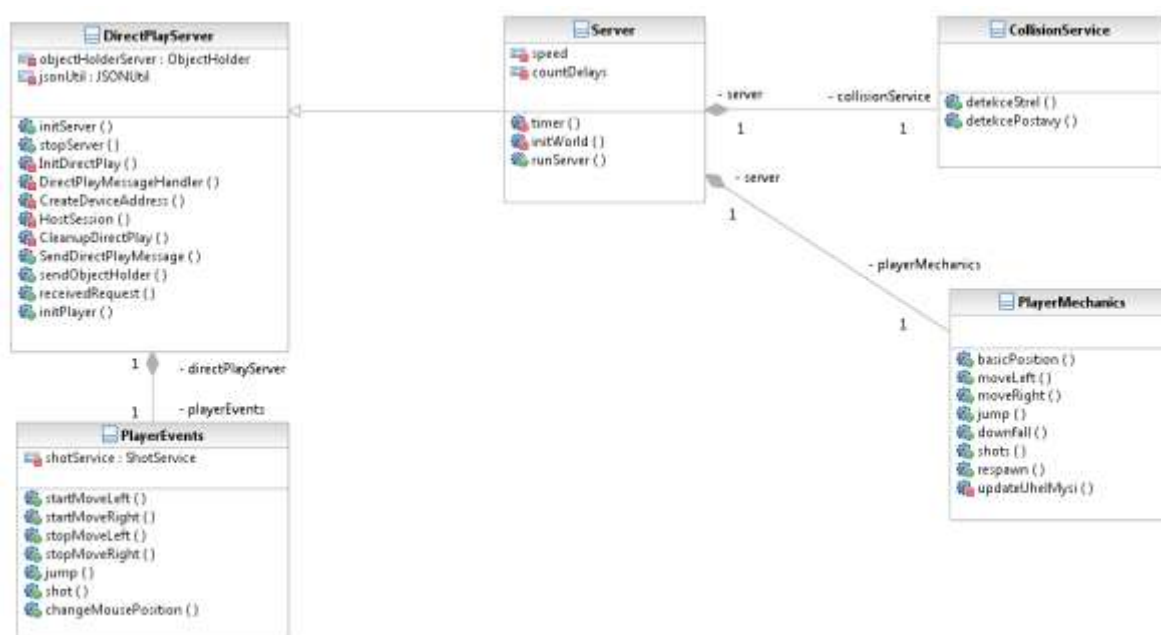 DirectPlayServer
objectHolderServer : ObjectHolder
jsonUtil : JSONUtil
initServer ( )
stopServer ( )
InitDirectPlay ( )
DirectPlayMessageHandler ( )
CreateDeviceAddress ( )
HostSession ( )
CleanupDirectPlay ( )
SendDirectPlayMessage ( )
sendObjectHolder ( )
receivedRequest ( )
initPlayer ( )
1
- directPlayServer
1
- playerEvents
PlayerEvents
shotService : ShotService
startMoveLeft ( )
startMoveRight ( )
stopMoveLeft ( )
stopMoveRight ( )
jump ( )
shot ( )
changeMousePosition ( )
Server
speed
countDelays
timer ( )
initWorld ( )
runServer ( )
- server
1
- collisionService
1
CollisionService
detekceStrel ( )
detekcePostavy ( )
- server
1
- playerMechanics
1
PlayerMechanics
basicPosition ( )
moveLeft ( )
moveRight ( )
jump ( )
downfall ( )
shots ( )
respawn ( )
updateUhelMysi ( )